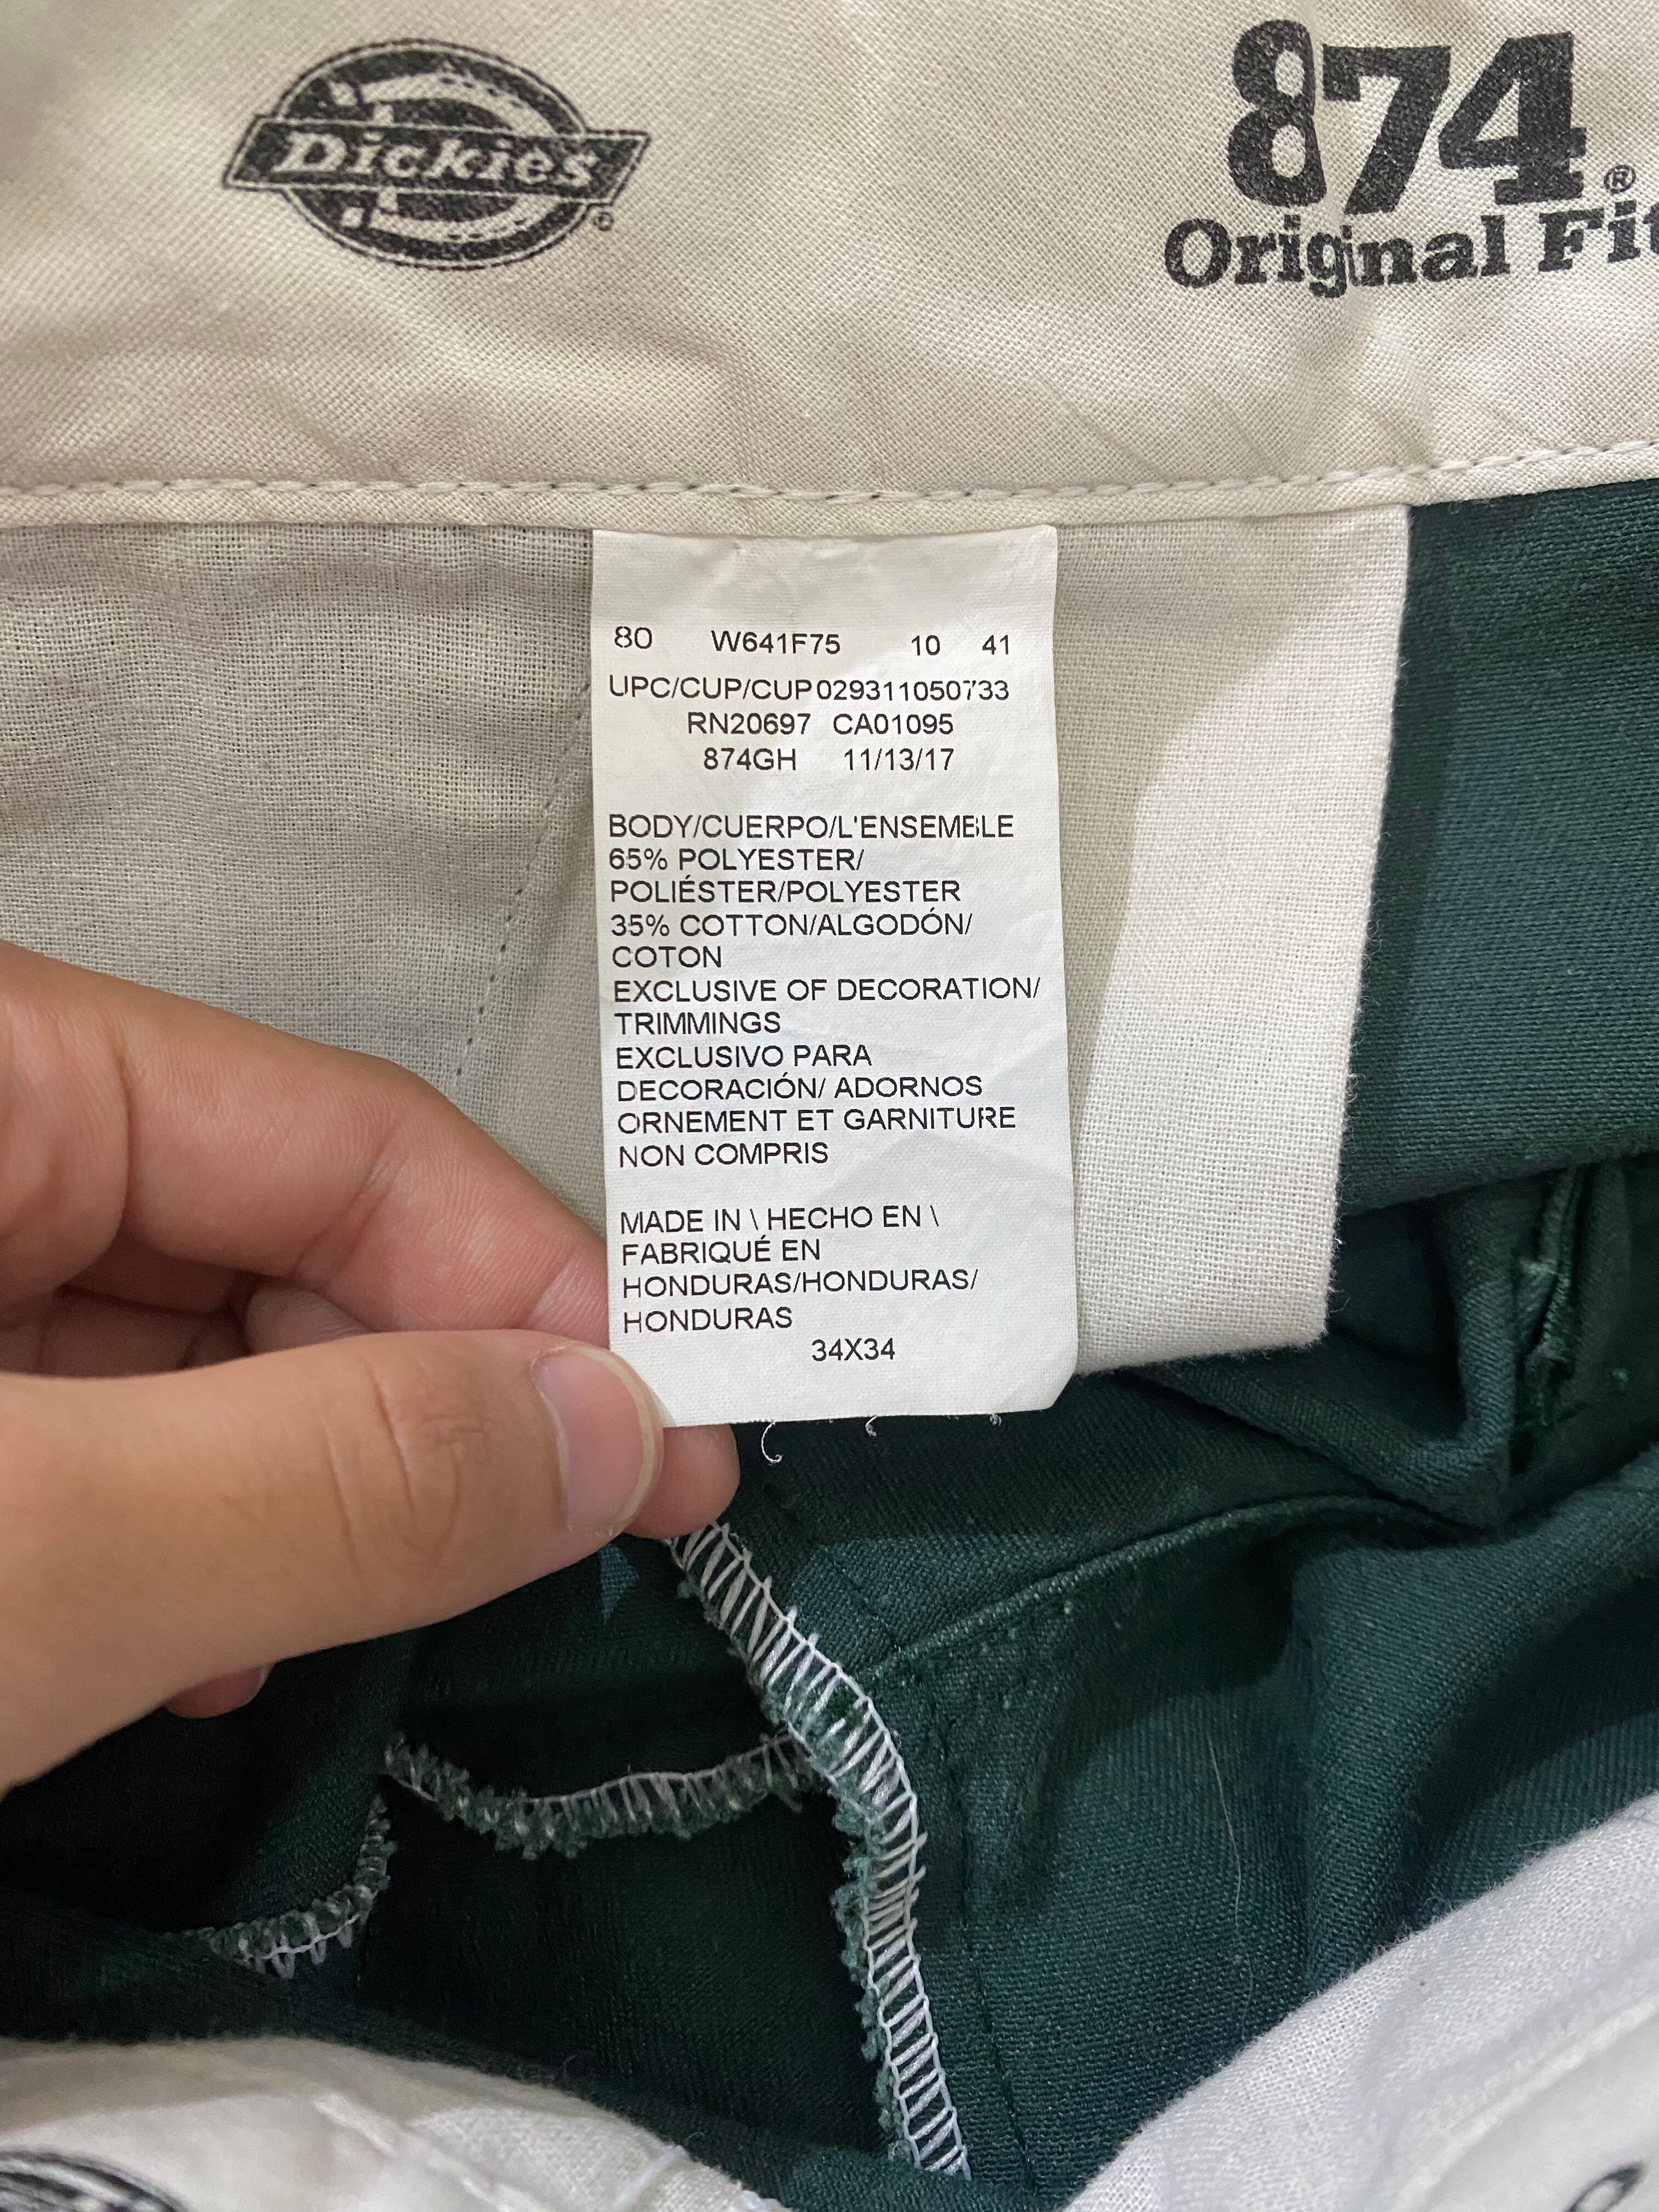 Dickies®
874®
Original Fit
80 W641F75 10 41
UPC/CUP/CUP 029311050733
RN20697 CA01095
874GH 11/13/17
BODY/CUERPO/L'ENSEMBLE
65% POLYESTER/
POLIÉSTER/POLYESTER
35% COTTON/ALGODÓN/
COTON
EXCLUSIVE OF DECORATION/
TRIMMINGS
EXCLUSIVO PARA
DECORACIÓN/ ADORNOS
ORNEMENT ET GARNITURE
NON COMPRIS
MADE IN \ HECHO EN \
FABRIQUÉ EN
HONDURAS/HONDURAS/
HONDURAS
34X34